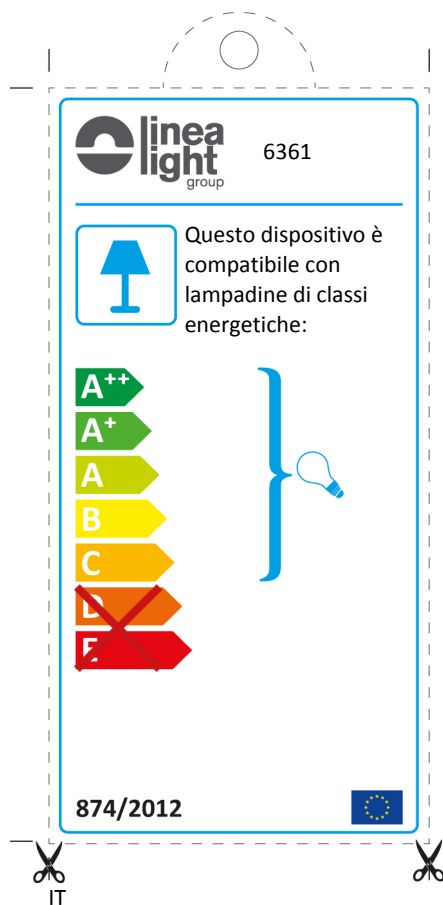 linea
light
group
6361
Questo dispositivo è
compatibile con
lampadine di classi
energetiche:
A++
A+
A
B
C
D
E
874/2012
IT